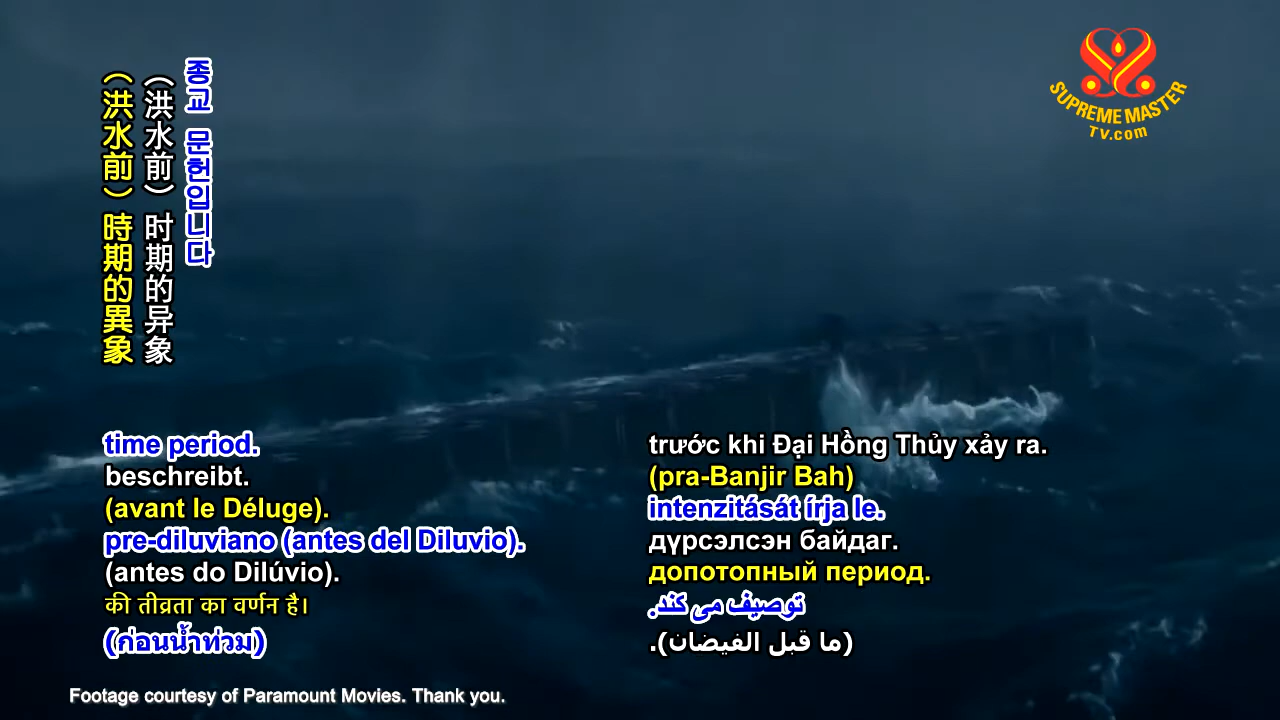 종교 문헌입니다
（洪水前）时期的异象
（洪水前）時期的異象
SUPREME MASTER
TV.com
time period.
beschreibt.
(avant le Déluge).
pre-diluviano (antes del Diluvio).
(antes do Dilúvio).
की तीव्रता का वर्णन है।
(ก่อนน้ำท่วม)
trước khi Đại Hồng Thủy xảy ra.
(pra-Banjir Bah)
intenzitását írja le.
дүрсэлсэн байдаг.
допотопный период.
توصیف می کند.
(ما قبل الفيضان).
Footage courtesy of Paramount Movies. Thank you.